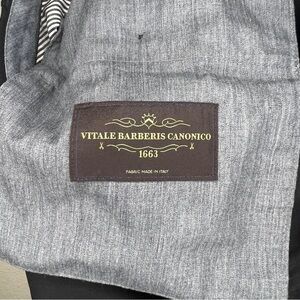 VITALE BARBERIS CANONICO
1663
FABRIC MADE IN ITALY